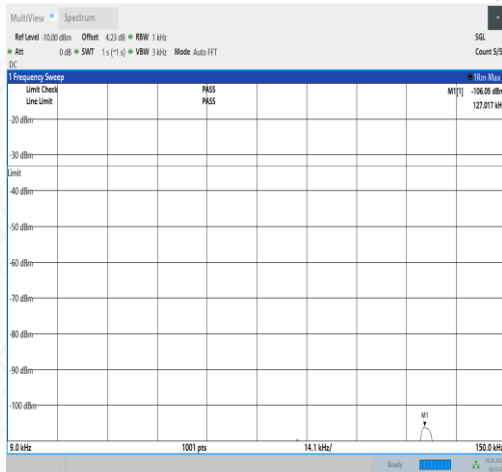 MultiView Spectrum
Ref Level -10.00 dBm Offset 4.23 dB RBW 1 kHz SGL
Att 0 dB SWT 1 s (~1 s) VBW 3 kHz Mode Auto FFT Count 5/5
DC
1 Frequency Sweep 1Rm Max
Limit Check PASS M1[1] -106.05 dBm
Line Limit PASS 127.017 kH
-20 dBm
-30 dBm
Limit
-40 dBm
-50 dBm
-60 dBm
-70 dBm
-80 dBm
-90 dBm
-100 dBm
M1
9.0 kHz 1001 pts 14.1 kHz/ 150.0 kHz
Ready